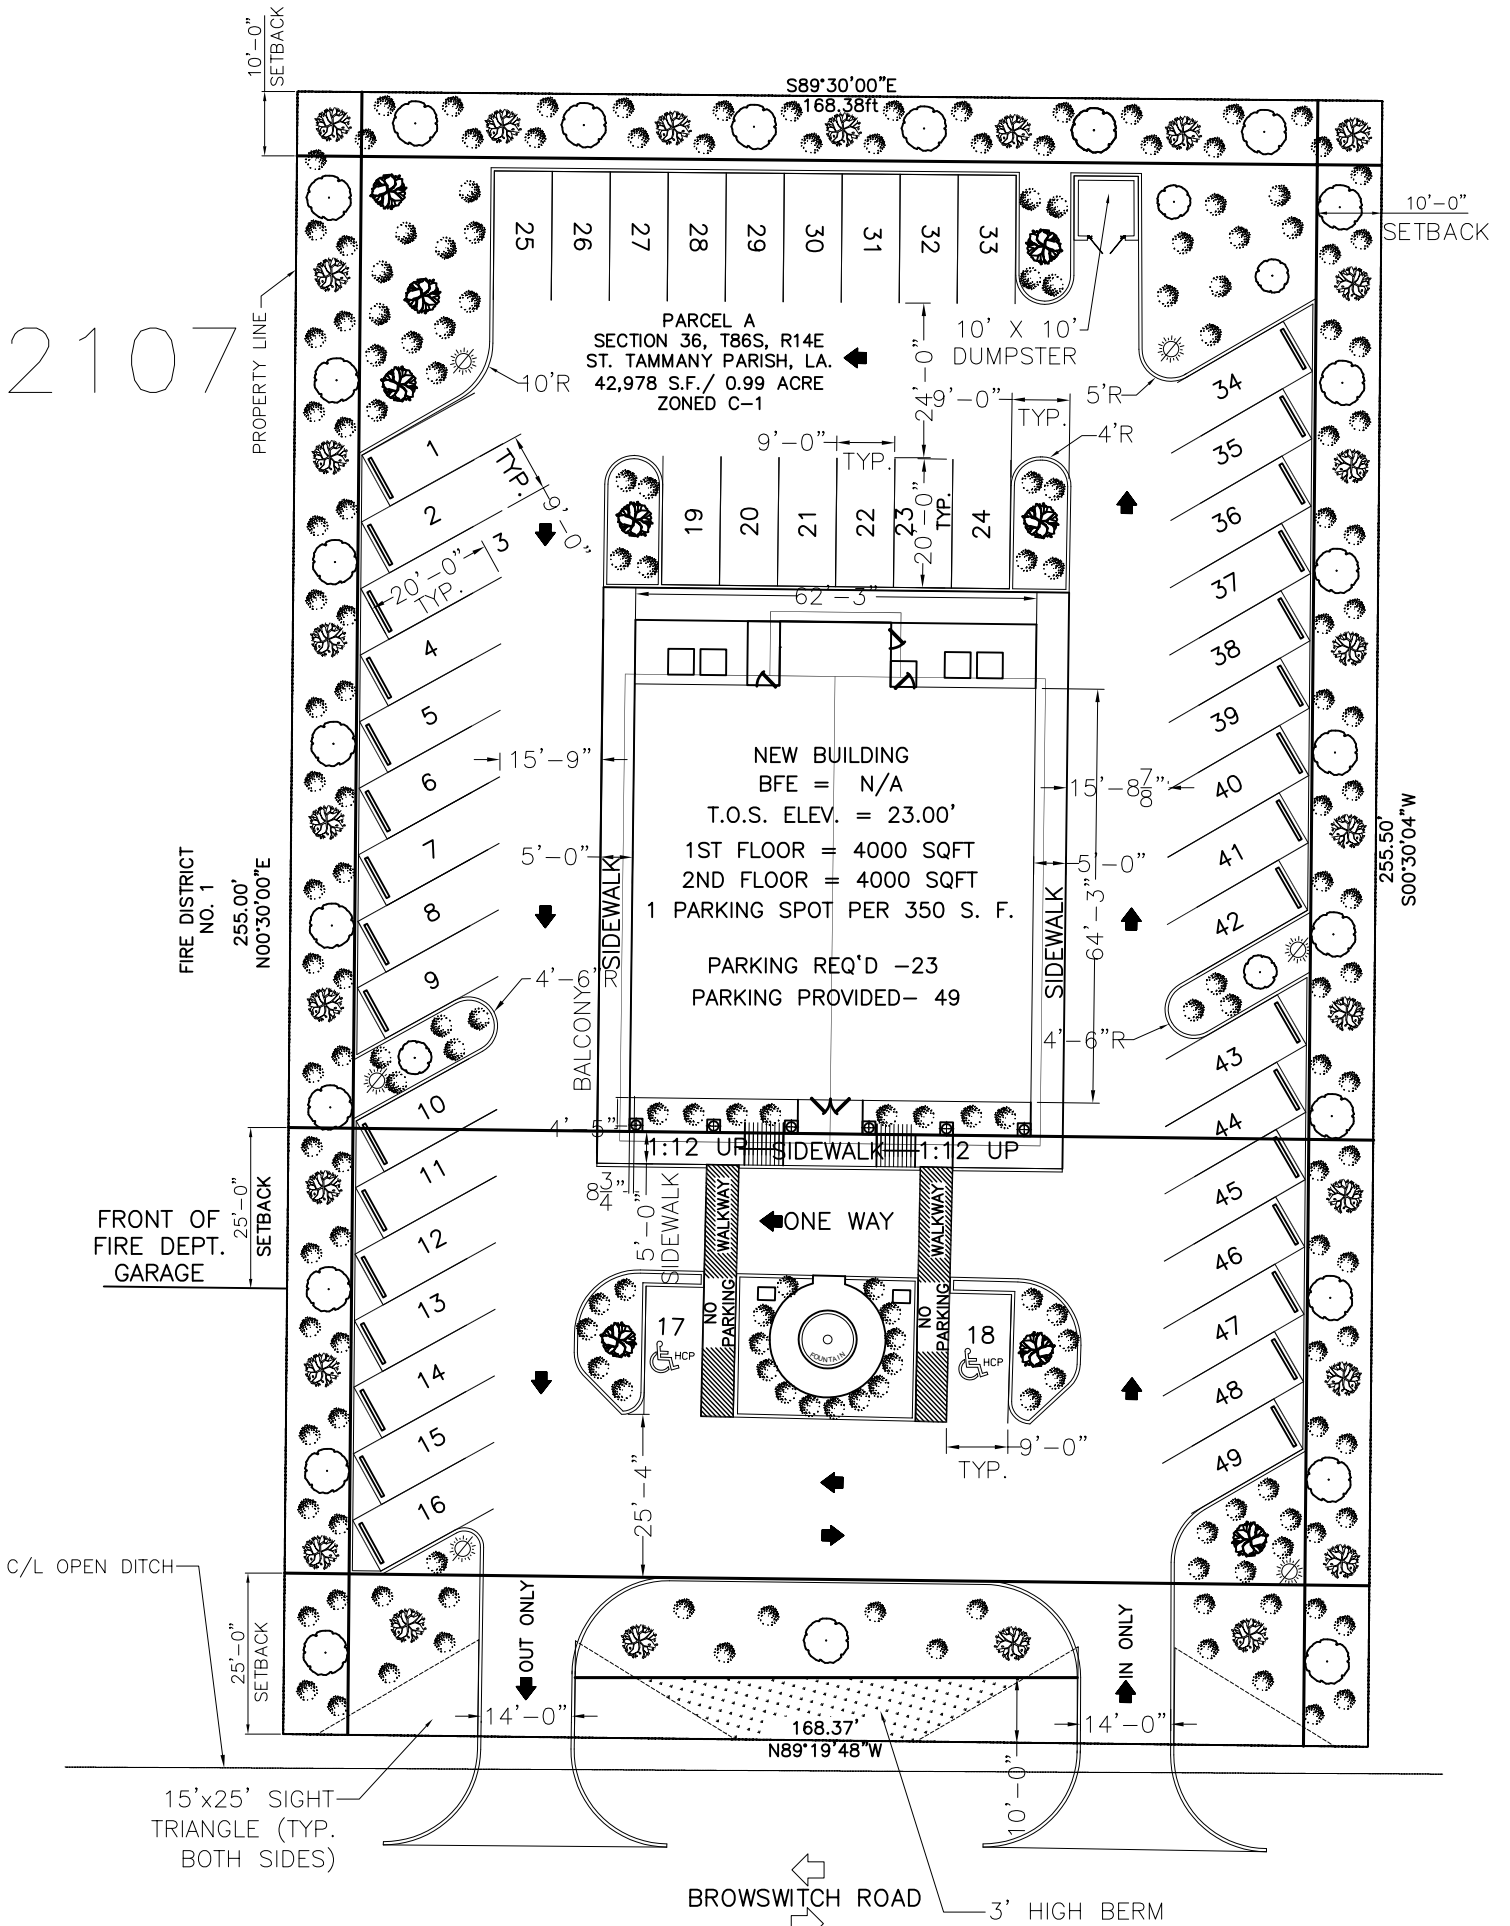 10'-0"
SETBACK
S89°30'00"E
168.38ft
10'-0"
SETBACK
2107
PROPERTY LINE
25
26
27
28
29
30
31
32
33
PARCEL A
SECTION 36, T86S, R14E
ST. TAMMANY PARISH, LA.
42,978 S.F./ 0.99 ACRE
ZONED C-1
10' X 10'
DUMPSTER
24'-0"
9'-0"
TYP.
10'R
5'R
4'R
9'-0"
TYP.
1
2
3
TYP.
9'-0"
20'-0"
TYP.
4
5
6
7
8
9
19
20
21
22
23
24
20'-0"
TYP.
34
35
36
37
38
39
40
41
42
62'-3"
15'-9"
15'-8 7/8"
NEW BUILDING
BFE = N/A
T.O.S. ELEV. = 23.00'
1ST FLOOR = 4000 SQFT
2ND FLOOR = 4000 SQFT
1 PARKING SPOT PER 350 S. F.
PARKING REQ'D -23
PARKING PROVIDED- 49
5'-0"
5'-0"
SIDEWALK
SIDEWALK
64'-3"
FIRE DISTRICT
NO. 1
255.00'
N00°30'00"E
255.50'
S00°30'04"W
4'-6"R
4'-6"R
BALCONY
4'-5"
1:12 UP
SIDEWALK
1:12 UP
8 3/4"
5'-0"
SIDEWALK
WALKWAY
WALKWAY
ONE WAY
NO
PARKING
NO
PARKING
10
11
12
13
14
15
16
43
44
45
46
47
48
49
25'-0"
SETBACK
FRONT OF
FIRE DEPT.
GARAGE
17
HCP
FOUNTAIN
18
HCP
9'-0"
TYP.
25'-4"
C/L OPEN DITCH
25'-0"
SETBACK
OUT ONLY
IN ONLY
14'-0"
14'-0"
168.37'
N89°19'48"W
10'-0"
15'x25' SIGHT
TRIANGLE (TYP.
BOTH SIDES)
BROWSWITCH ROAD
3' HIGH BERM